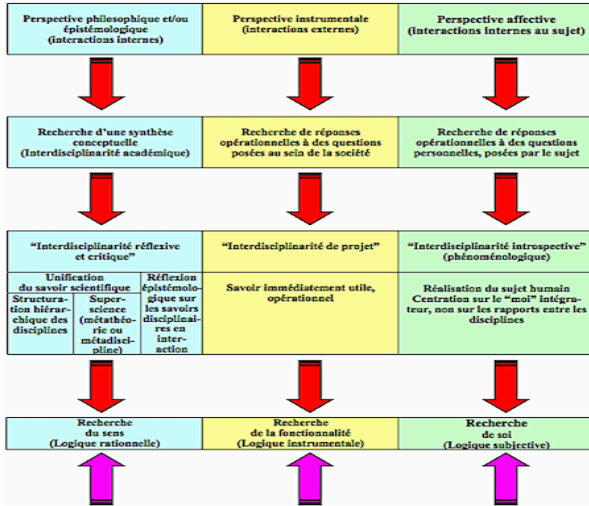 Perspective philosophique et/ou
épistémologique
(interactions internes)
Perspective instrumentale
(interactions externes)
Perspective affective
(interactions internes au sujet)
Recherche d'une synthèse
conceptuelle
(Interdisciplinarité académique)
Recherche de réponses
opérationnelles à des questions
posées au sein de la société
Recherche de réponses
opérationnelles à des questions
personnelles, posées par le sujet
"Interdisciplinarité réflexive
et critique"
"Interdisciplinarité de projet"
"Interdisciplinarité introspective"
(phénoménologique)
Unification
du savoir scientifique
Structu-
ration hiérar-
chique des
disciplines
Super-
science
(métathéo-
rie ou
métadisci-
pline)
Réflexion
épistémolo-
gique sur
les savoirs
disciplinai-
res en
inter-
action
Savoir immédiatement utile,
opérationnel
Réalisation du sujet humain
Centration sur le "moi" intégra-
teur, non sur les rapports entre les
disciplines
Recherche
du sens
(Logique rationnelle)
Recherche
de la fonctionnalité
(Logique instrumentale)
Recherche
de soi
(Logique subjective)